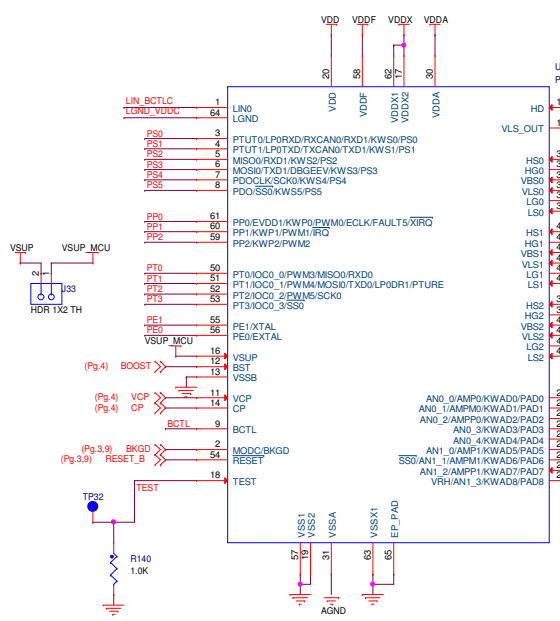 VDD VDDF VDDX VDDA
20 58 62 17 30
VDD VDDF VDDX1 VDDX2 VDDA
U
P
LIN_BCTLC 1 LIN0 HD
LGND_VDDC 64 LGND
VLS_OUT
PS0 3 PTUT0/LP0RXD/RXCAN0/RXD1/KWS0/PS0
PS1 4 PTUT1/LP0TXD/TXCAN0/TXD1/KWS1/PS1
PS2 5 MISO0/RXD1/KWS2/PS2 HS0
PS3 6 MOSI0/TXD1/DBGEEV/KWS3/PS3 HG0
PS4 7 PDOCLK/SCK0/KWS4/PS4 VBS0
PS5 8 PDO/SS0/KWS5/PS5 VLS0
LG0
LS0
PP0 61 PP0/EVDD1/KWP0/PWM0/ECLK/FAULT5/XIRQ
PP1 60 PP1/KWP1/PWM1/IRQ HS1
PP2 59 PP2/KWP2/PWM2 HG1
VBS1
VLS1
VSUP VSUP_MCU
2 1
J33
HDR 1X2 TH
PT0 50 PT0/IOC0_0/PWM3/MISO0/RXD0 LG1
PT1 51 PT1/IOC0_1/PWM4/MOSI0/TXD0/LP0DR1/PTURE LS1
PT2 52 PT2/IOC0_2/PWM5/SCK0
PT3 53 PT3/IOC0_3/SS0 HS2
HG2
PE1 55 PE1/XTAL VBS2
PE0 56 PE0/EXTAL VLS2
VSUP_MCU LG2
16 VSUP LS2
(Pg.4) BOOST 12 BST
13 VSSB
(Pg.4) VCP 11 VCP AN0_0/AMP0/KWAD0/PAD0
(Pg.4) CP 14 CP AN0_1/AMPM0/KWAD1/PAD1
AN0_2/AMPP0/KWAD2/PAD2
BCTL 9 BCTL AN0_3/KWAD3/PAD3
AN0_4/KWAD4/PAD4
(Pg.3,9) BKGD 2 MODC/BKGD AN1_0/AMP1/KWAD5/PAD5
(Pg.3,9) RESET_B 54 RESET SS0/AN1_1/AMPM1/KWAD6/PAD6
AN1_2/AMPP1/KWAD7/PAD7
TEST 18 TEST VRH/AN1_3/KWAD8/PAD8
TP32
VSS1 VSS2 VSSA VSSX1 EP_PAD
57 19 31 63 65
R140
1.0K
AGND